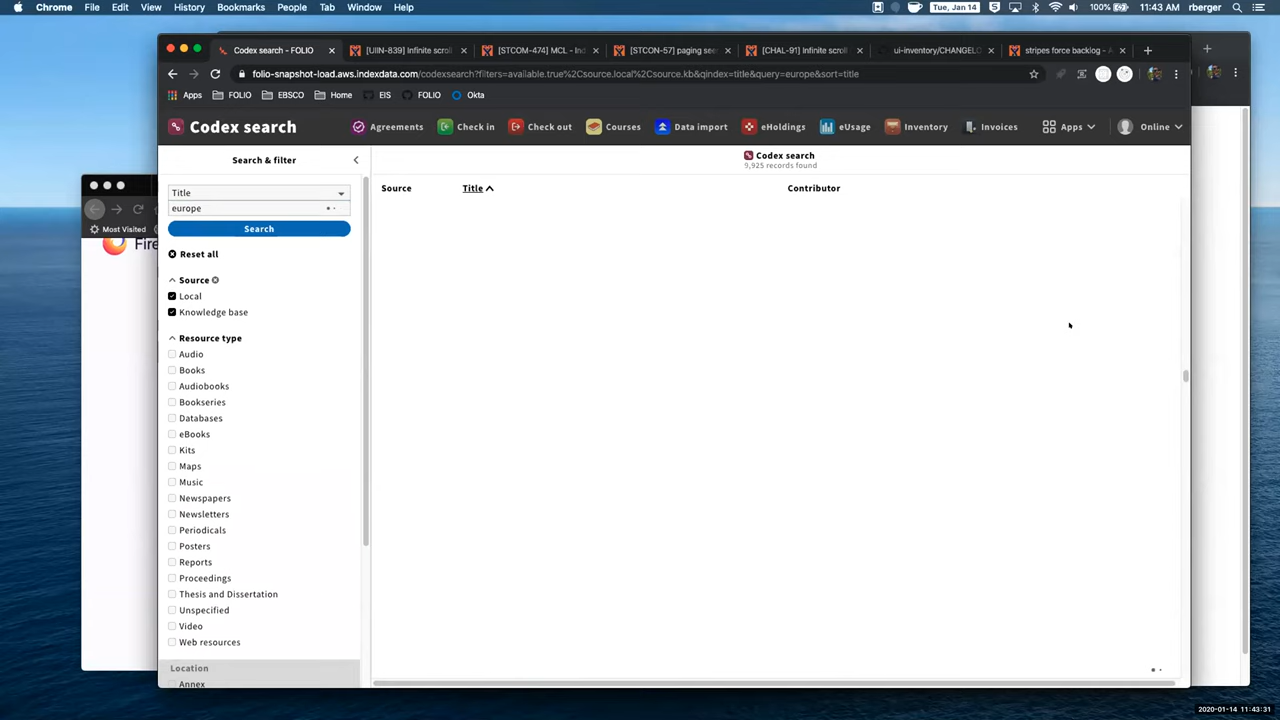 Chrome File Edit View History Bookmarks People Tab Window Help
100% Tue, Jan 14 11:43 AM rberger
Codex search - FOLIO
[UIIN-839] Infinite scroll
[STCOM-474] MCL - Ind
[STCON-57] paging see
[CHAL-91] Infinite scroll
ui-inventory/CHANGELO
stripes force backlog - A
folio-snapshot-load.aws.indexdata.com/codexsearch?filters=available.true%2Csource.local%2Csource.kb&qindex=title&query=europe&sort=title
Apps FOLIO EBSCO Home EIS FOLIO Okta
Codex search
Agreements Check in Check out Courses Data import eHoldings eUsage Inventory Invoices Apps Online
Search & filter
Codex search
9,925 records found
Source Title Contributor
Title
europe
Search
Reset all
Source
Local
Knowledge base
Resource type
Audio
Books
Audiobooks
Bookseries
Databases
eBooks
Kits
Maps
Music
Newspapers
Newsletters
Periodicals
Posters
Reports
Proceedings
Thesis and Dissertation
Unspecified
Video
Web resources
Location
Annex
Most Visited
Fire
2020-01-14 11:43:31